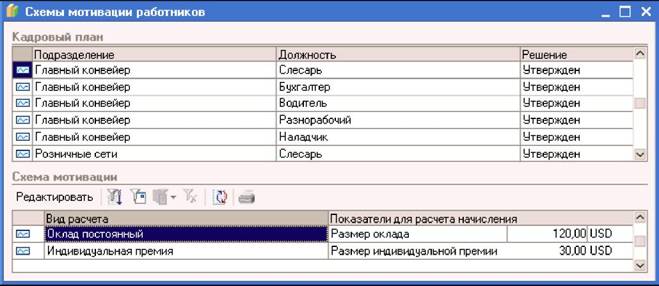 Схемы мотивации работников
Кадровый план
Подразделение Должность Решение
Главный конвейер Слесарь Утвержден
Главный конвейер Бухгалтер Утвержден
Главный конвейер Водитель Утвержден
Главный конвейер Разнорабочий Утвержден
Главный конвейер Наладчик Утвержден
Розничные сети Слесарь Утвержден
Схема мотивации
Редактировать
Вид расчета Показатели для расчета начисления
Оклад постоянный Размер оклада 120,00 USD
Индивидуальная премия Размер индивидуальной премии 30,00 USD